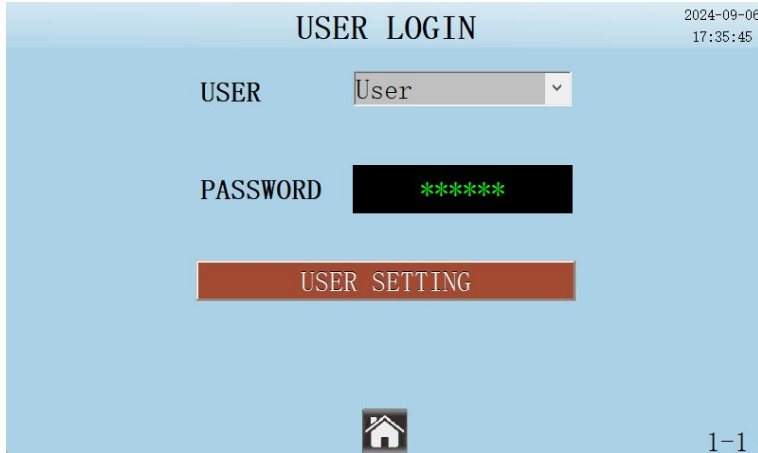 USER LOGIN
2024-09-06
17:35:45
USER
User
PASSWORD
******
USER SETTING
1-1